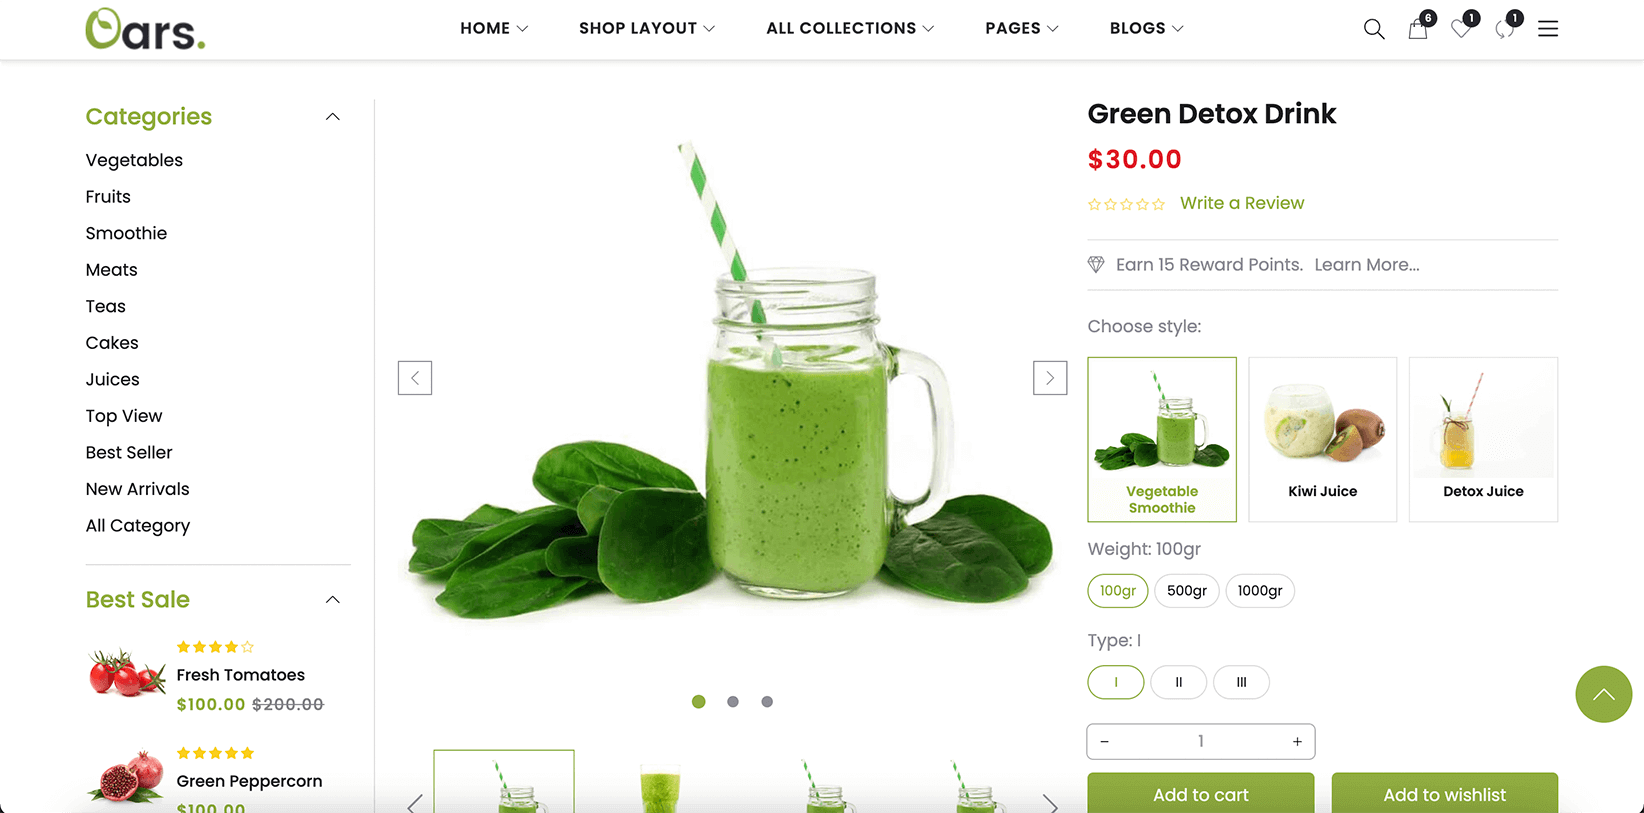 Oars.
HOME
SHOP LAYOUT
ALL COLLECTIONS
PAGES
BLOGS
6
1
1
Categories
Vegetables
Fruits
Smoothie
Meats
Teas
Cakes
Juices
Top View
Best Seller
New Arrivals
All Category
Best Sale
Fresh Tomatoes
$100.00 $200.00
Green Peppercorn
$100.00
Green Detox Drink
$30.00
Write a Review
Earn 15 Reward Points. Learn More...
Choose style:
Vegetable
Smoothie
Kiwi Juice
Detox Juice
Weight: 100gr
100gr 500gr 1000gr
Type: I
I II III
− 1 +
Add to cart
Add to wishlist